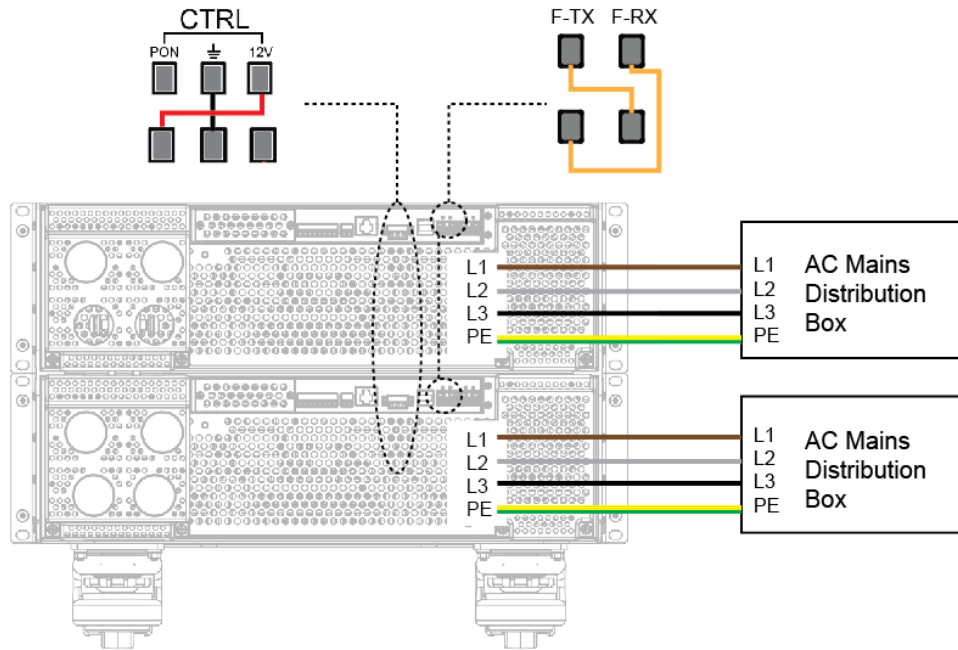 CTRL
PON 12V
F-TX F-RX
L1
L2
L3
PE
L1
L2
L3
PE
AC Mains
Distribution
Box
L1
L2
L3
PE
L1
L2
L3
PE
AC Mains
Distribution
Box